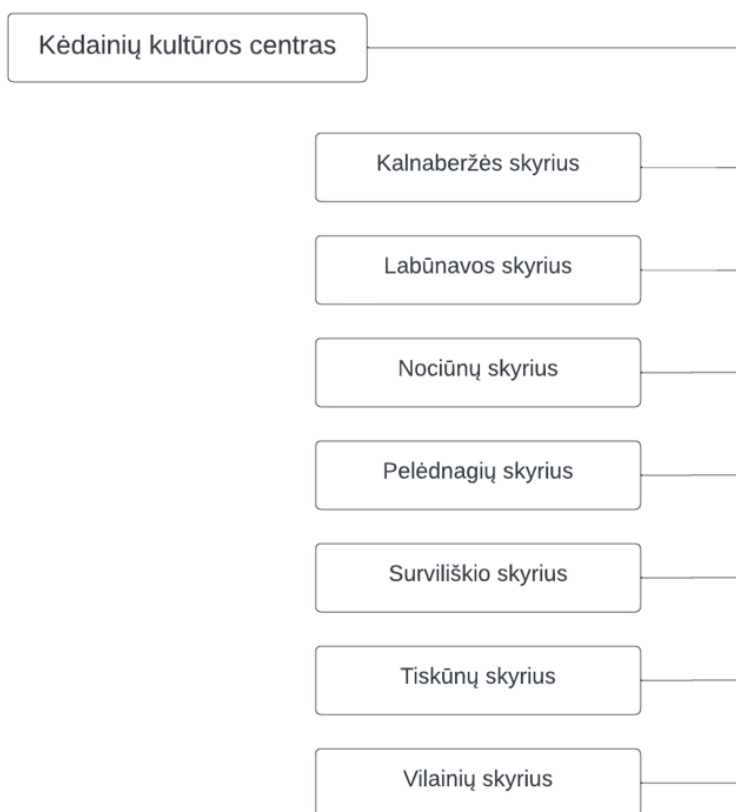 Kėdainių kultūros centras
Kalnaberžės skyrius
Labūnavos skyrius
Nociūnų skyrius
Pelėdnagių skyrius
Surviliškio skyrius
Tiskūnų skyrius
Vilainių skyrius